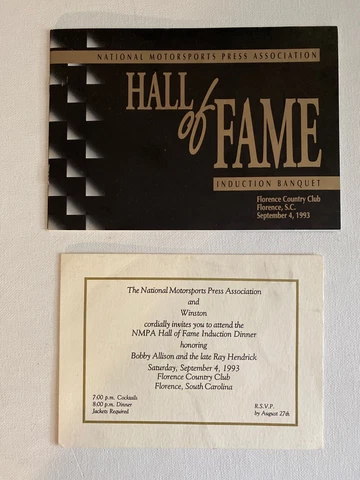 NATIONAL MOTORSPORTS PRESS ASSOCIATION
HALL
of
FAME
INDUCTION BANQUET
Florence Country Club
Florence, S.C.
September 4, 1993
The National Motorsports Press Association
and
Winston
cordially invites you to attend the
NMPA Hall of Fame Induction Dinner
honoring
Bobby Allison and the late Ray Hendrick
Saturday, September 4, 1993
Florence Country Club
Florence, South Carolina
7:00 p.m. Cocktails
8:00 p.m. Dinner
Jackets Required
R.S.V.P.
by August 27th